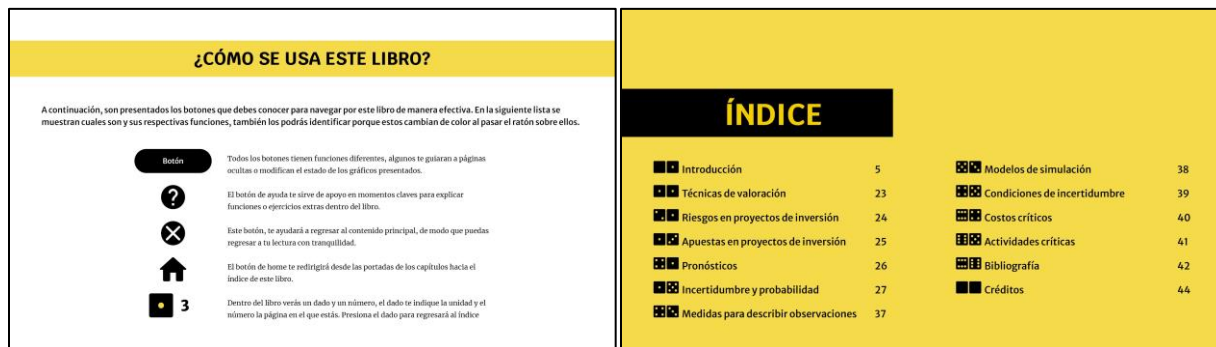 ¿CÓMO SE USA ESTE LIBRO?
A continuación, son presentados los botones que debes conocer para navegar por este libro de manera efectiva. En la siguiente lista se
muestran cuales son y sus respectivas funciones, también los podrás identificar porque estos cambian de color al pasar el ratón sobre ellos.
Botón
Todos los botones tienen funciones diferentes, algunos te guiaran a páginas
ocultas o modifican el estado de los gráficos presentados.
?
El botón de ayuda te sirve de apoyo en momentos claves para explicar
funciones o ejercicios extras dentro del libro.
Este botón, te ayudará a regresar al contenido principal, de modo que puedas
regresar a tu lectura con tranquilidad.
El botón de home te redirigirá desde las portadas de los capítulos hacia el
índice de este libro.
3
Dentro del libro verás un dado y un número, el dado te indique la unidad y el
número la página en el que estás. Presiona el dado para regresará al índice
ÍNDICE
Introducción 5
Técnicas de valoración 23
Riesgos en proyectos de inversión 24
Apuestas en proyectos de inversión 25
Pronósticos 26
Incertidumbre y probabilidad 27
Medidas para describir observaciones 37
Modelos de simulación 38
Condiciones de incertidumbre 39
Costos críticos 40
Actividades críticas 41
Bibliografía 42
Créditos 44